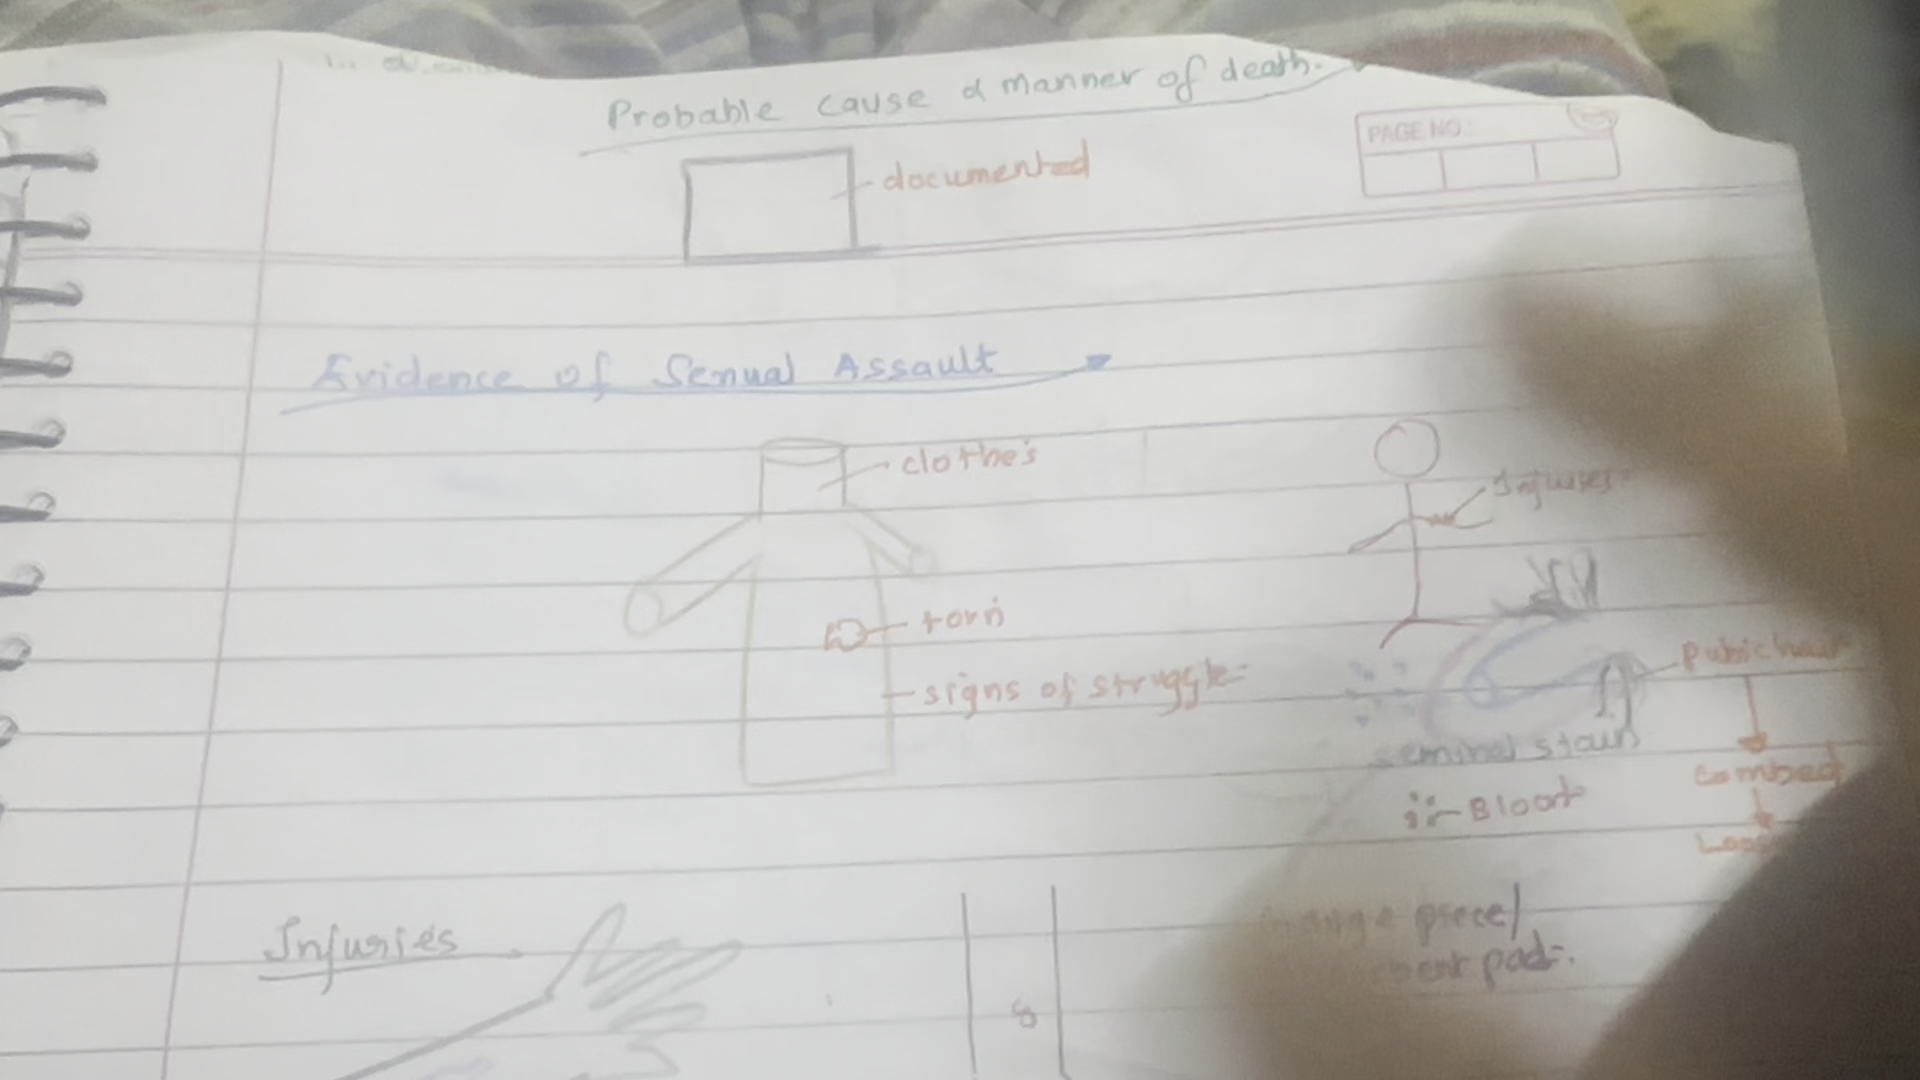 Probable cause & manner of death.
documented
PAGE NO.:
Evidence of Sexual Assault
clothes
Injuries
torn
signs of struggle
pubic hair
seminal stain
Combed
Injuries
piece/
pad